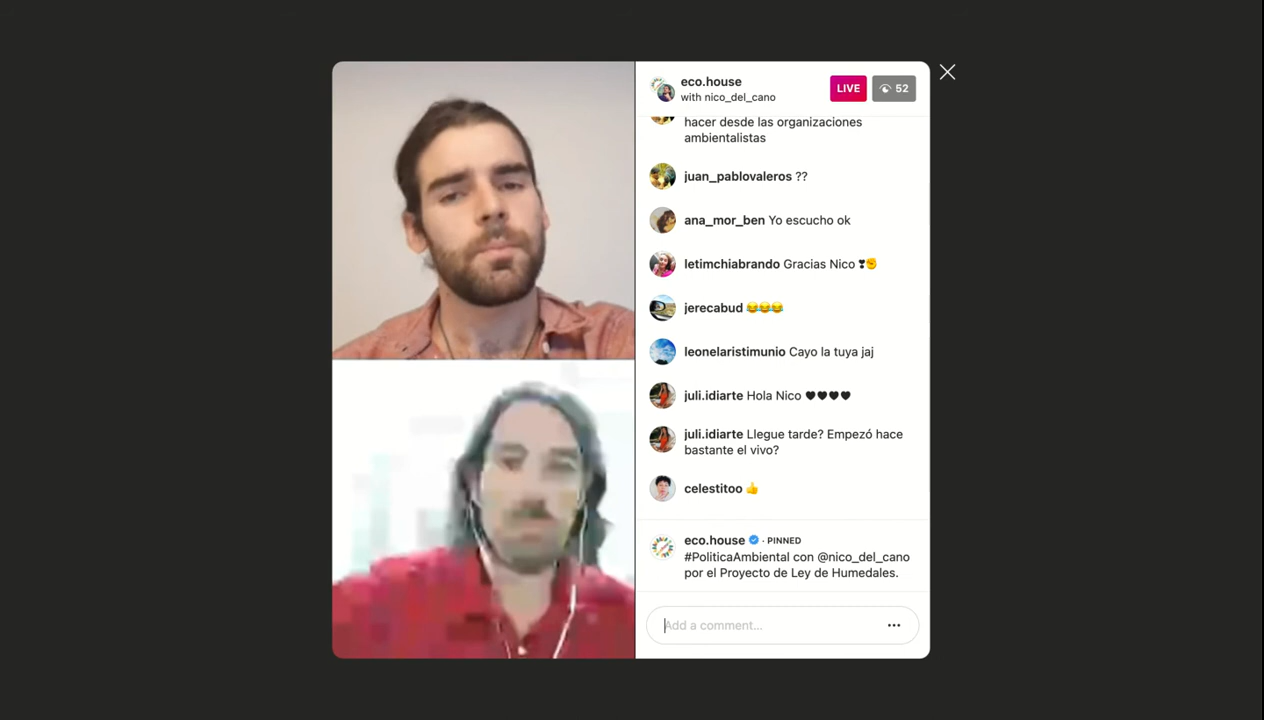 eco.house
with nico_del_cano
LIVE
52
hacer desde las organizaciones
ambientalistas
juan_pablovaleros ??
ana_mor_ben Yo escucho ok
letimchiabrando Gracias Nico ❣✊
jerecabud 😂😂😂
leonelaristimunio Cayo la tuya jaj
juli.idiarte Hola Nico ♥♥♥♥
juli.idiarte Llegue tarde? Empezó hace
bastante el vivo?
celestitoo 👍
eco.house · PINNED
#PoliticaAmbiental con @nico_del_cano
por el Proyecto de Ley de Humedales.
Add a comment...